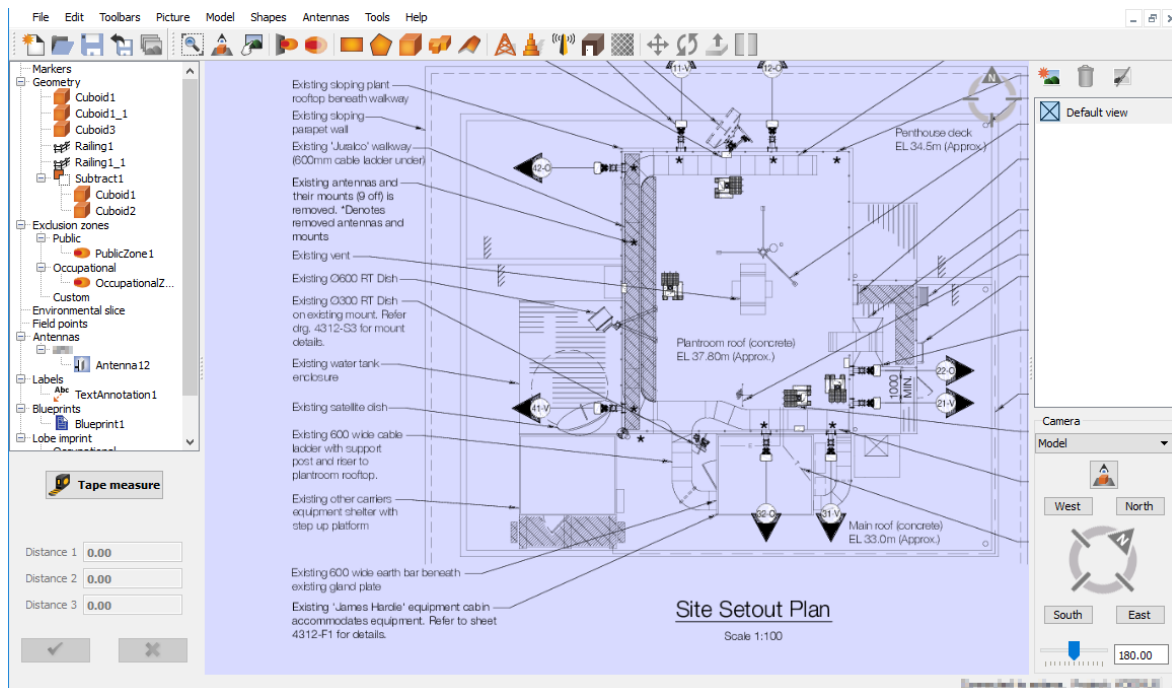 File Edit Toolbars Picture Model Shapes Antennas Tools Help
Markers
Geometry
Cuboid1
Cuboid1_1
Cuboid3
Railing1
Railing1_1
Subtract1
Cuboid1
Cuboid2
Exclusion zones
Public
PublicZone1
Occupational
OccupationalZ...
Custom
Environmental slice
Field points
Antennas
Antenna12
Labels
Abc TextAnnotation1
Blueprints
Blueprint1
Lobe imprint
Tape measure
Distance 1 0.00
Distance 2 0.00
Distance 3 0.00
Existing sloping plant
rooftop beneath walkway
Existing sloping
parapet wall
Existing 'Jusalco' walkway
(600mm cable ladder under)
Existing antennas and
their mounts (9 off) is
removed. *Denotes
removed antennas and
mounts
Existing vent
Existing Ø600 RT Dish
Existing Ø300 RT Dish
on existing mount. Refer
drg. 4312-S3 for mount
details.
Existing water tank
enclosure
Existing satellite dish
Existing 600 wide cable
ladder with support
post and riser to
plantroom rooftop.
Existing other carriers
equipment shelter with
step up platform
Existing 600 wide earth bar beneath
existing gland plate
Existing 'James Hardie' equipment cabin
accommodates equipment. Refer to sheet
4312-F1 for details.
11-V
12-O
42-O
41-V
22-O
21-V
32-O
31-V
1000
MIN.
N
Penthouse deck
EL 34.5m (Approx.)
Plantroom roof (concrete)
EL 37.80m (Approx.)
Main roof (concrete)
EL 33.0m (Approx.)
Site Setout Plan
Scale 1:100
Default view
Camera
Model
West North
N
South East
180.00